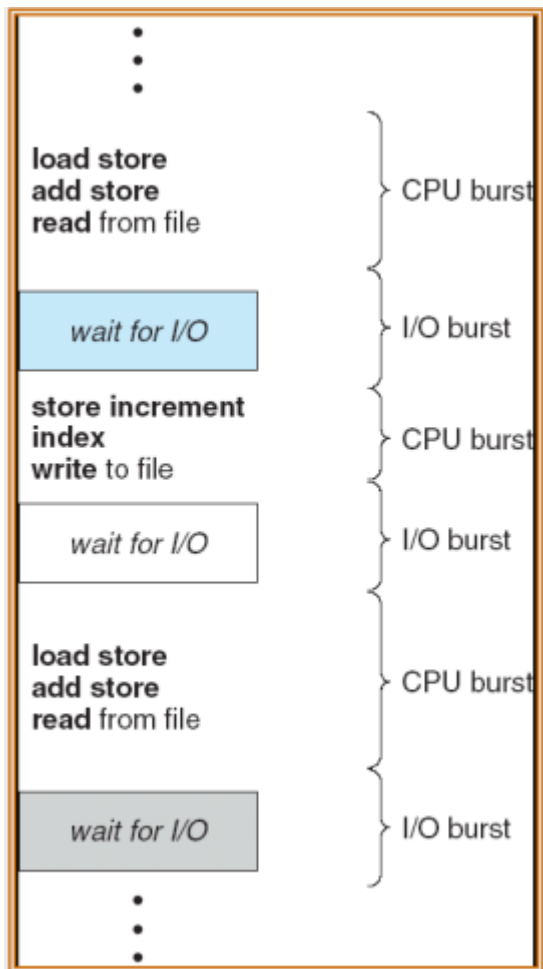 load store
add store
read from file
CPU burst
wait for I/O
I/O burst
store increment
index
write to file
CPU burst
wait for I/O
I/O burst
load store
add store
read from file
CPU burst
wait for I/O
I/O burst